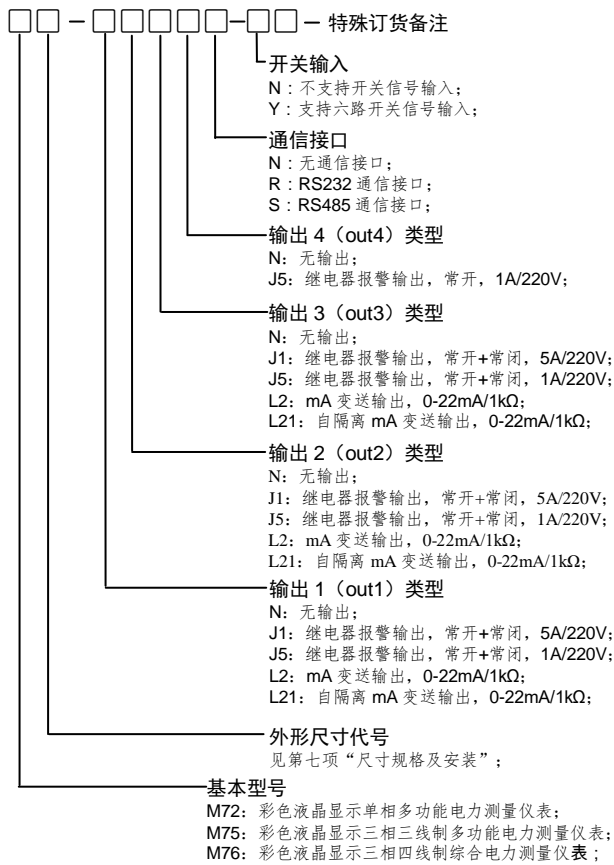 □□－□□□□□－□□－特殊订货备注
开关输入
N：不支持开关信号输入；
Y：支持六路开关信号输入；
通信接口
N：无通信接口；
R：RS232 通信接口；
S：RS485 通信接口；
输出 4（out4）类型
N：无输出；
J5：继电器报警输出，常开，1A/220V；
输出 3（out3）类型
N：无输出；
J1：继电器报警输出，常开+常闭，5A/220V；
J5：继电器报警输出，常开+常闭，1A/220V；
L2：mA 变送输出，0-22mA/1kΩ；
L21：自隔离 mA 变送输出，0-22mA/1kΩ；
输出 2（out2）类型
N：无输出；
J1：继电器报警输出，常开+常闭，5A/220V；
J5：继电器报警输出，常开+常闭，1A/220V；
L2：mA 变送输出，0-22mA/1kΩ；
L21：自隔离 mA 变送输出，0-22mA/1kΩ；
输出 1（out1）类型
N：无输出；
J1：继电器报警输出，常开+常闭，5A/220V；
J5：继电器报警输出，常开+常闭，1A/220V；
L2：mA 变送输出，0-22mA/1kΩ；
L21：自隔离 mA 变送输出，0-22mA/1kΩ；
外形尺寸代号
见第七项“尺寸规格及安装”；
基本型号
M72：彩色液晶显示单相多功能电力测量仪表；
M75：彩色液晶显示三相三线制多功能电力测量仪表；
M76：彩色液晶显示三相四线制综合电力测量仪表；